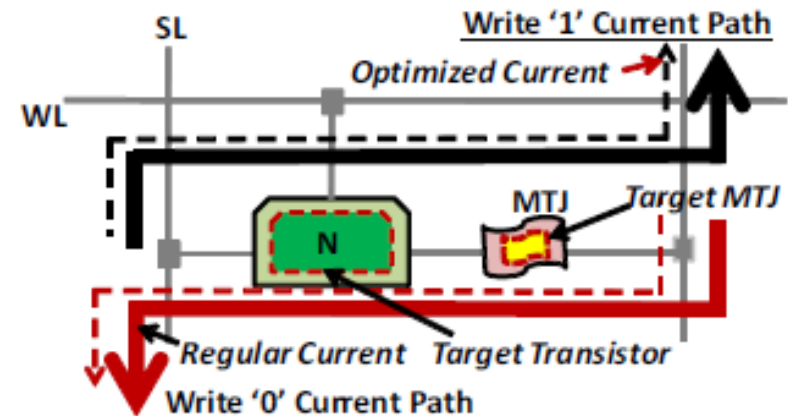 SL
Write ‘1’ Current Path
Optimized Current
WL
MTJ
Target MTJ
N
Regular Current
Target Transistor
Write ‘0’ Current Path